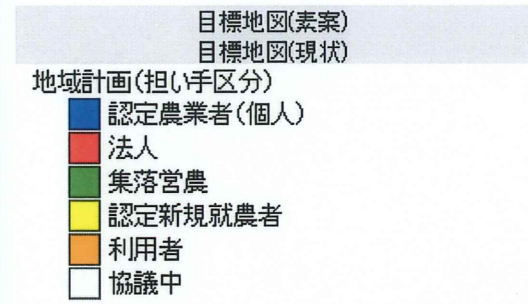 目標地図(素案)
目標地図(現状)
地域計画(担い手区分)
認定農業者(個人)
法人
集落営農
認定新規就農者
利用者
協議中